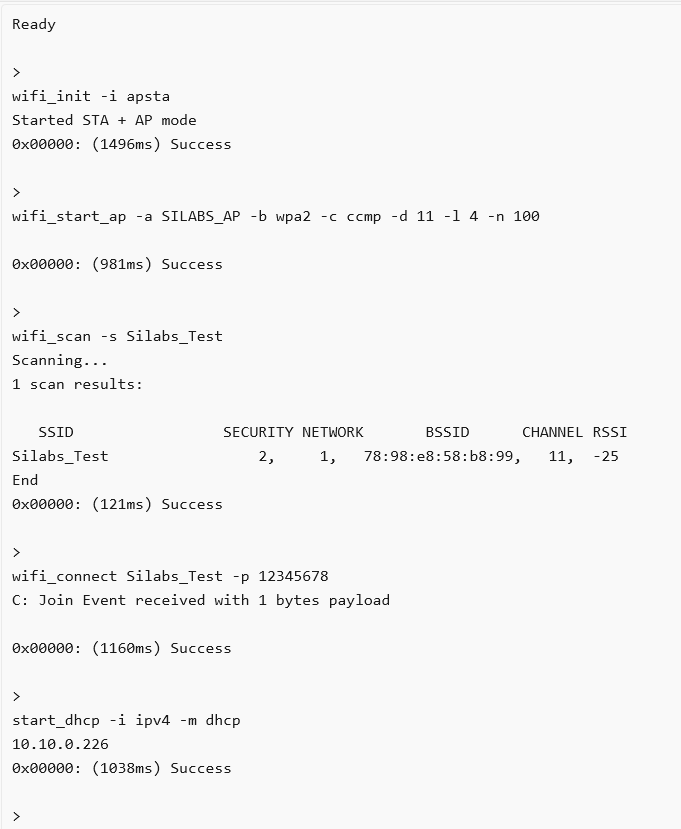 Ready
>
wifi_init -i apsta
Started STA + AP mode
0x00000: (1496ms) Success
>
wifi_start_ap -a SILABS_AP -b wpa2 -c ccmp -d 11 -l 4 -n 100
0x00000: (981ms) Success
>
wifi_scan -s Silabs_Test
Scanning...
1 scan results:
SSID SECURITY NETWORK BSSID CHANNEL RSSI
Silabs_Test 2, 1, 78:98:e8:58:b8:99, 11, -25
End
0x00000: (121ms) Success
>
wifi_connect Silabs_Test -p 12345678
C: Join Event received with 1 bytes payload
0x00000: (1160ms) Success
>
start_dhcp -i ipv4 -m dhcp
10.10.0.226
0x00000: (1038ms) Success
>